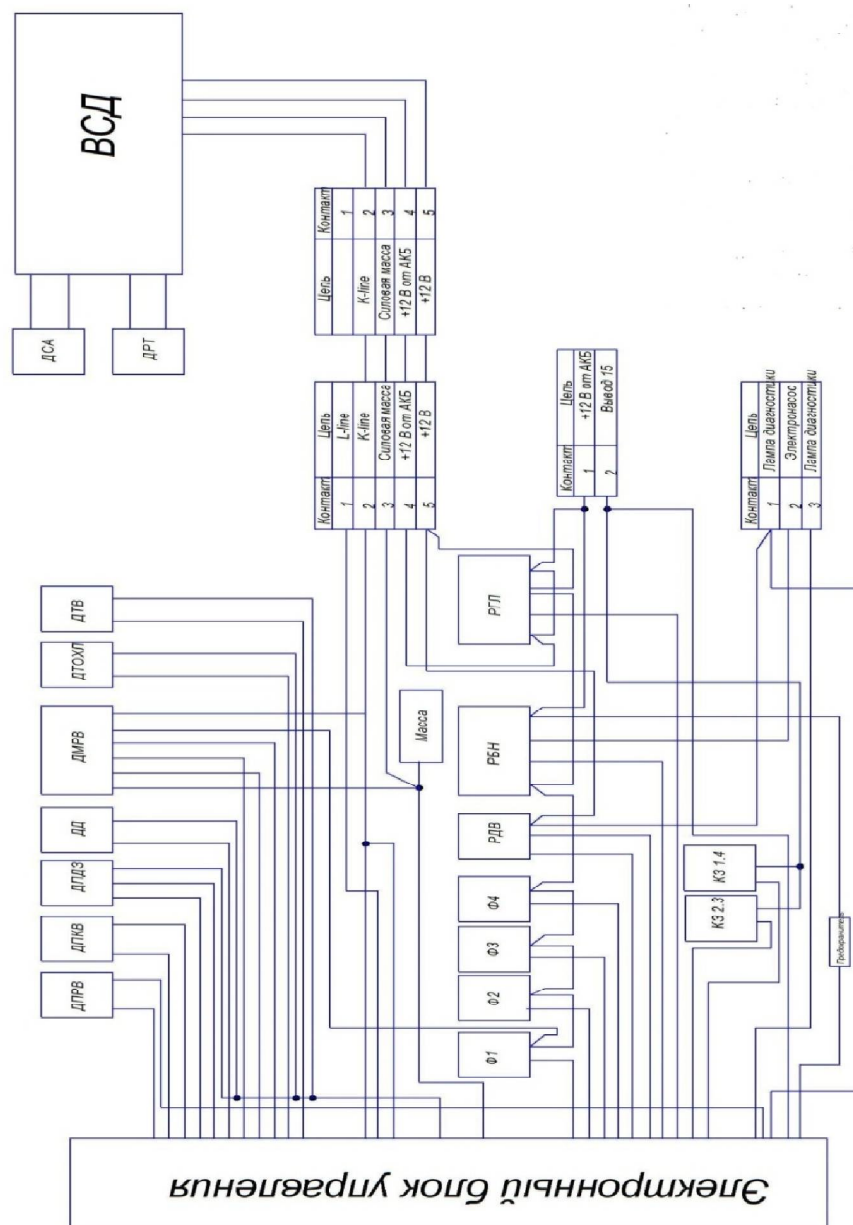 ВСД
ДСА
ДРТ
Контакт
Цепь
1
2
K-line
3
Силовая масса
4
+12 В от АКБ
5
+12 В
Контакт
Цепь
1
L-line
2
K-line
3
Силовая масса
4
+12 В от АКБ
5
+12 В
Контакт
Цепь
1
+12 В от АКБ
2
Вывод 15
Контакт
Цепь
1
Лампа диагностики
2
Электронасос
3
Лампа диагностики
ДТВ
ДТОХЛ
ДМРВ
ДД
ДПДЗ
ДПКВ
ДПРВ
Масса
РГЛ
РБН
РДВ
Ф4
Ф3
Ф2
Ф1
КЗ 1.4
КЗ 2.3
Предохранитель
Электронный блок управления